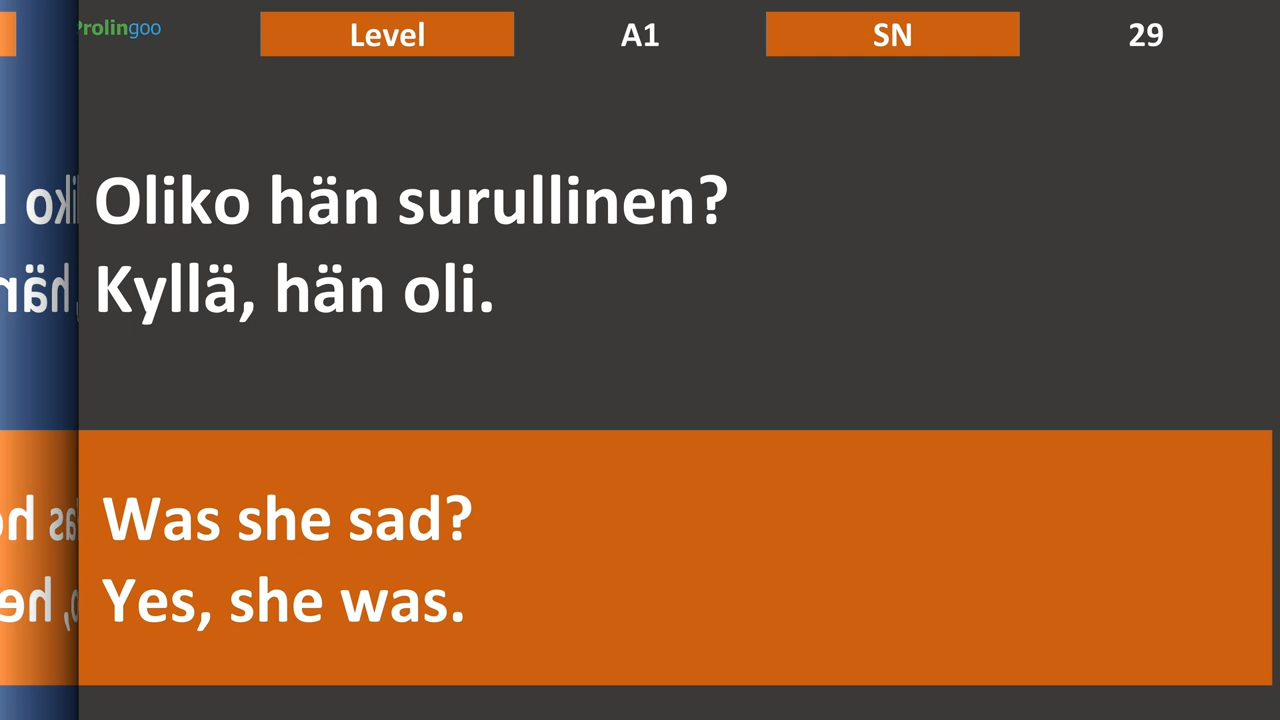 Prolingoo
Level A1 SN 29
Oliko hän surullinen?
Kyllä, hän oli.
Was she sad?
Yes, she was.